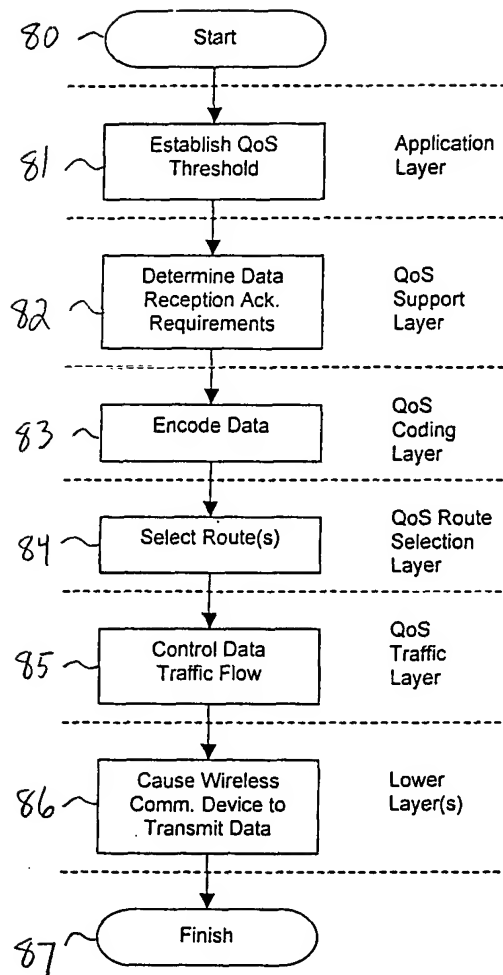 80
Start
81
Establish QoS
Threshold
Application
Layer
82
Determine Data
Reception Ack.
Requirements
QoS
Support
Layer
83
Encode Data
QoS
Coding
Layer
84
Select Route(s)
QoS Route
Selection
Layer
85
Control Data
Traffic Flow
QoS
Traffic
Layer
86
Cause Wireless
Comm. Device to
Transmit Data
Lower
Layer(s)
87
Finish